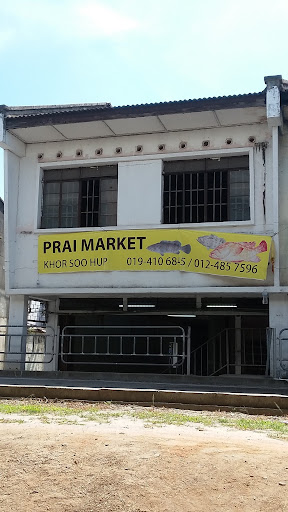 PRAI MARKET
KHOR SOO HUP 019-410 68-5 / 012-485 7596